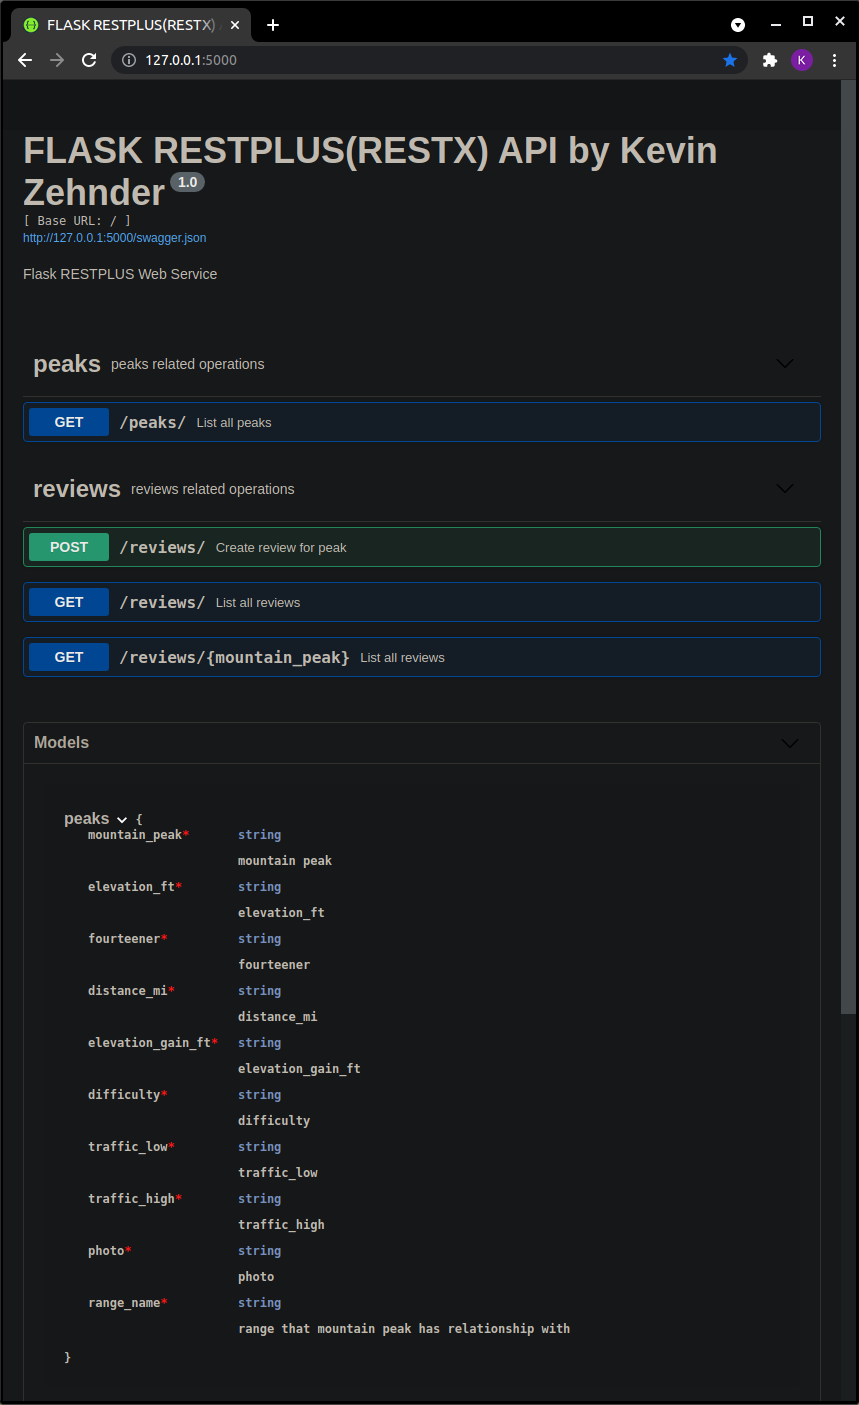 FLASK RESTPLUS(RESTX)
127.0.0.1:5000
K
FLASK RESTPLUS(RESTX) API by Kevin
Zehnder 1.0
[ Base URL: / ]
http://127.0.0.1:5000/swagger.json
Flask RESTPLUS Web Service
peaks peaks related operations
GET /peaks/ List all peaks
reviews reviews related operations
POST /reviews/ Create review for peak
GET /reviews/ List all reviews
GET /reviews/{mountain_peak} List all reviews
Models
peaks {
mountain_peak* string
mountain peak
elevation_ft* string
elevation_ft
fourteener* string
fourteener
distance_mi* string
distance_mi
elevation_gain_ft* string
elevation_gain_ft
difficulty* string
difficulty
traffic_low* string
traffic_low
traffic_high* string
traffic_high
photo* string
photo
range_name* string
range that mountain peak has relationship with
}